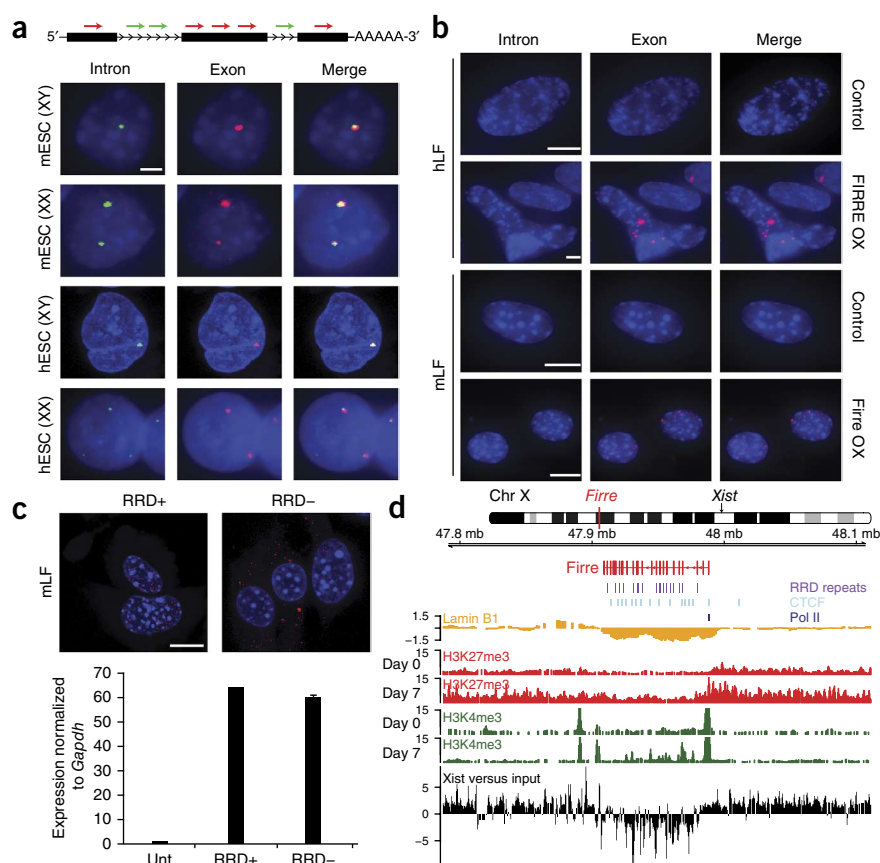 a
5′
AAAAA-3′
Intron Exon Merge
mESC (XY)
mESC (XX)
hESC (XY)
hESC (XX)
b
Intron Exon Merge
hLF
Control
FIRRE OX
mLF
Control
Firre OX
c
RRD+ RRD−
mLF
Expression normalized
to Gapdh
70
60
50
40
30
20
10
0
Unt RRD+ RRD−
d
Chr X Firre Xist
47.8 mb 47.9 mb 48 mb 48.1 mb
Firre
RRD repeats
CTCF
Pol II
1.5 Lamin B1
−1.5
15
Day 0 H3K27me3
15
Day 7 H3K27me3
15
Day 0 H3K4me3
15
Day 7 H3K4me3
Xist versus input
5
0
−5